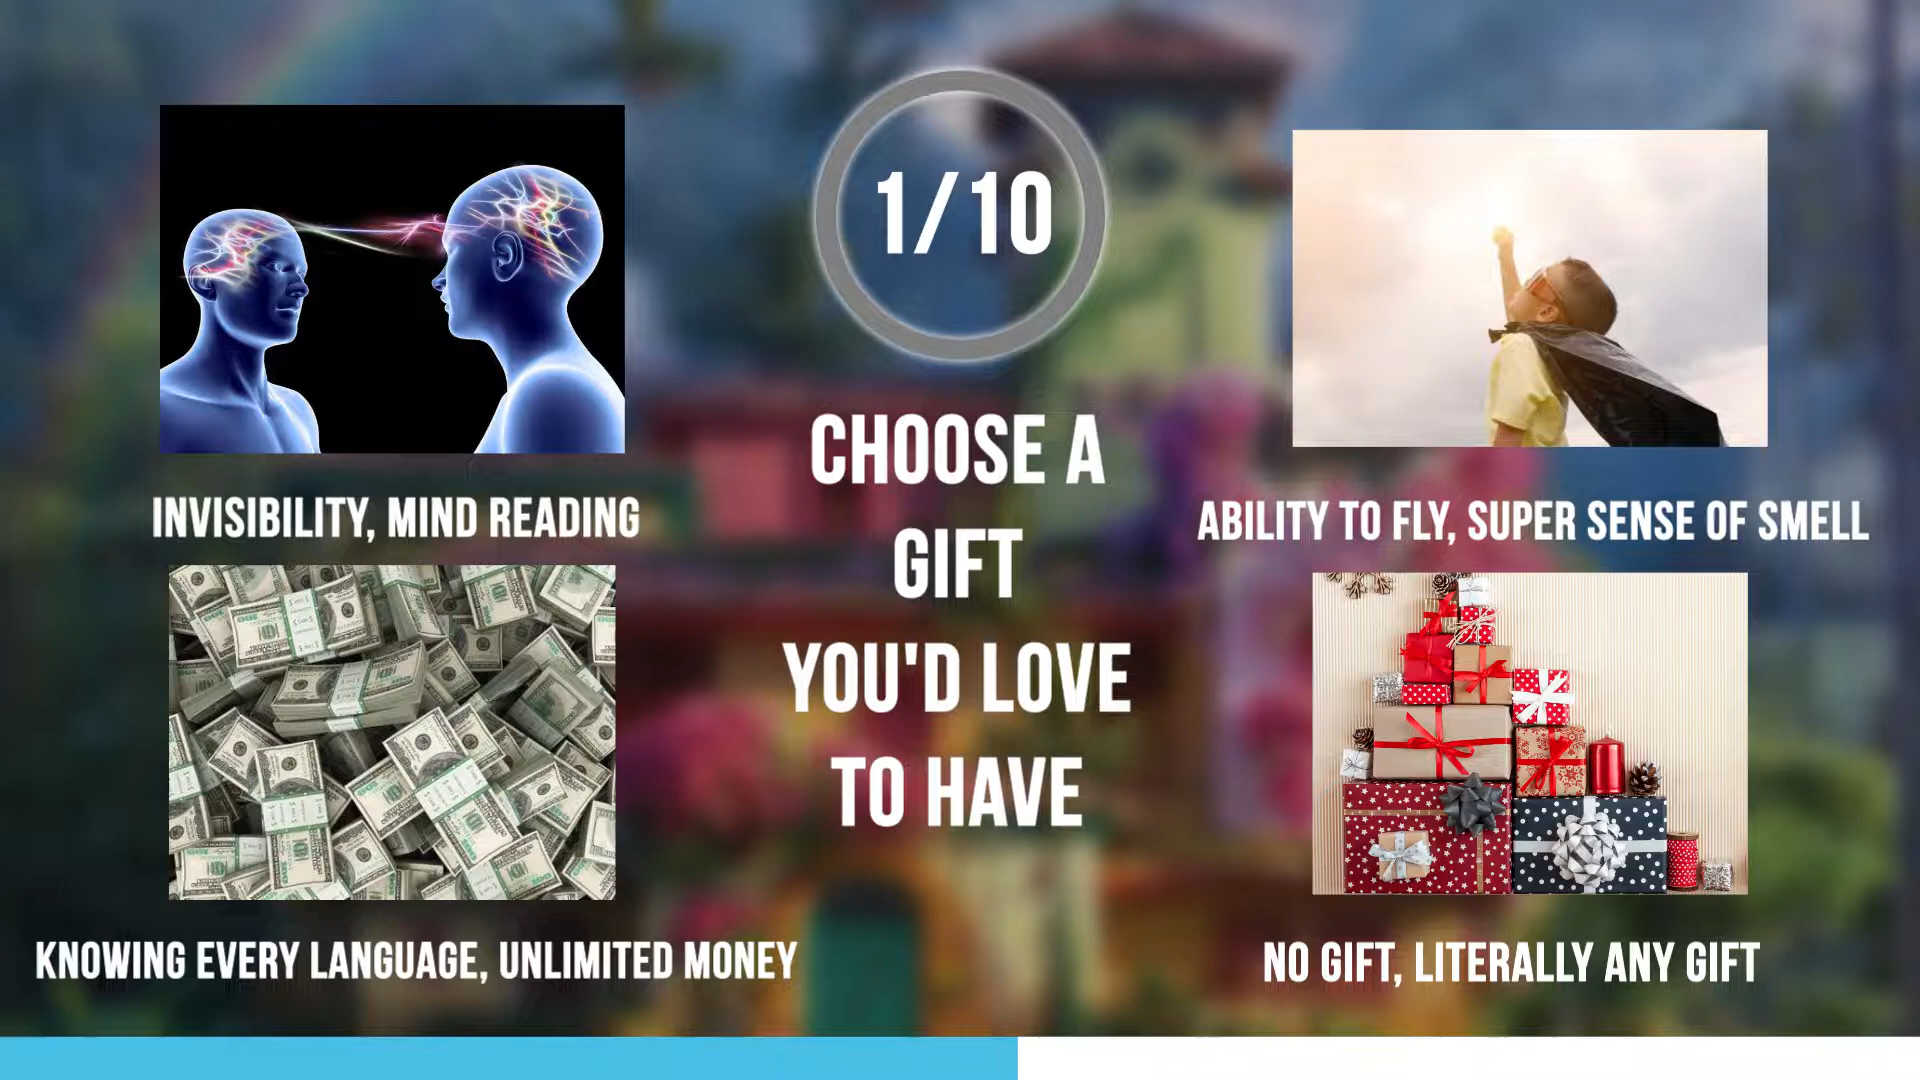 1/10
CHOOSE A
GIFT
YOU'D LOVE
TO HAVE
INVISIBILITY, MIND READING
ABILITY TO FLY, SUPER SENSE OF SMELL
KNOWING EVERY LANGUAGE, UNLIMITED MONEY
NO GIFT, LITERALLY ANY GIFT